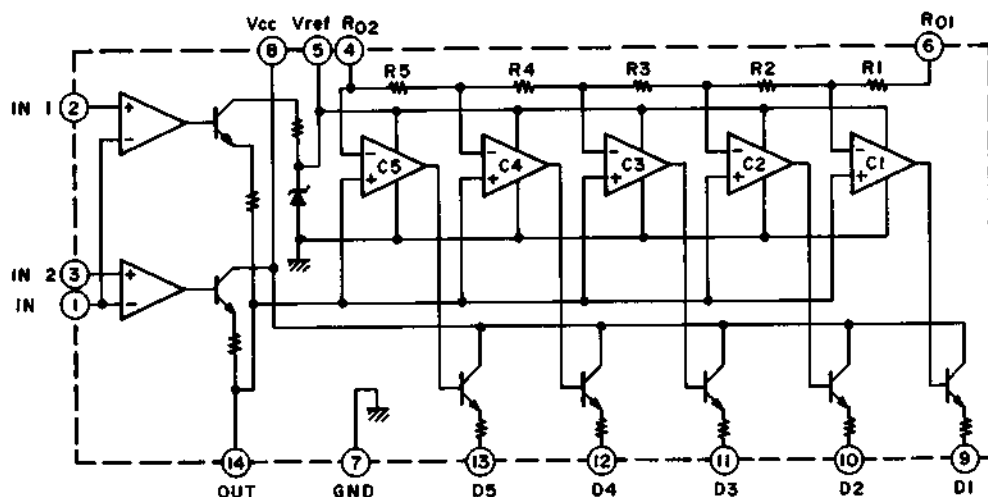 Vcc Vref RO2 RO1
8 5 4 6
R5 R4 R3 R2 R1
IN 1 2
+
−
− − − − −
C5 C4 C3 C2 C1
+ + + + +
IN 2 3
+
IN 1
−
14 7 13 12 11 10 9
OUT GND D5 D4 D3 D2 D1